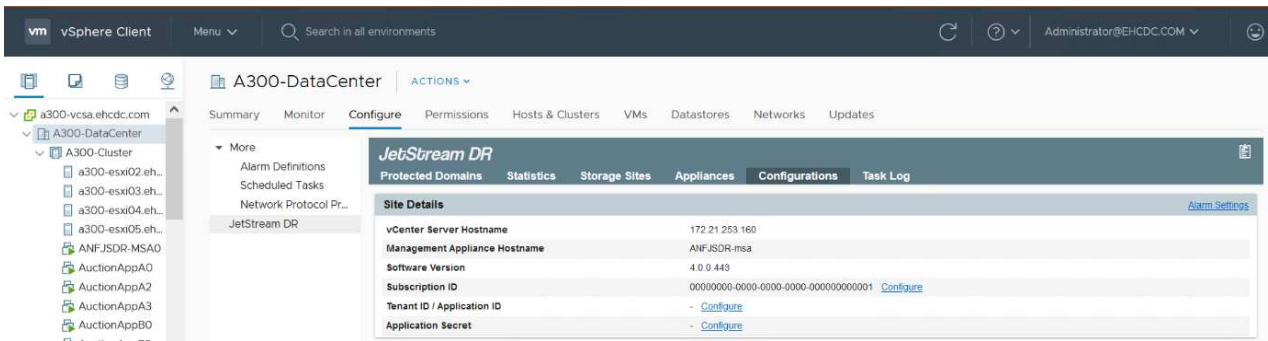 vm vSphere Client Menu Search in all environments Administrator@EHCDC.COM
A300-DataCenter ACTIONS
a300-vcsa.ehcdc.com
A300-DataCenter
A300-Cluster
a300-esxi02.eh...
a300-esxi03.eh...
a300-esxi04.eh...
a300-esxi05.eh...
ANFJSDR-MSA0
AuctionAppA0
AuctionAppA2
AuctionAppA3
AuctionAppB0
Summary Monitor Configure Permissions Hosts & Clusters VMs Datastores Networks Updates
More
Alarm Definitions
Scheduled Tasks
Network Protocol Pr...
JetStream DR
JetStream DR
Protected Domains Statistics Storage Sites Appliances Configurations Task Log
Site Details Alarm Settings
vCenter Server Hostname 172.21.253.160
Management Appliance Hostname ANFJSDR-msa
Software Version 4.0.0.443
Subscription ID 00000000-0000-0000-0000-000000000001 Configure
Tenant ID / Application ID - Configure
Application Secret - Configure